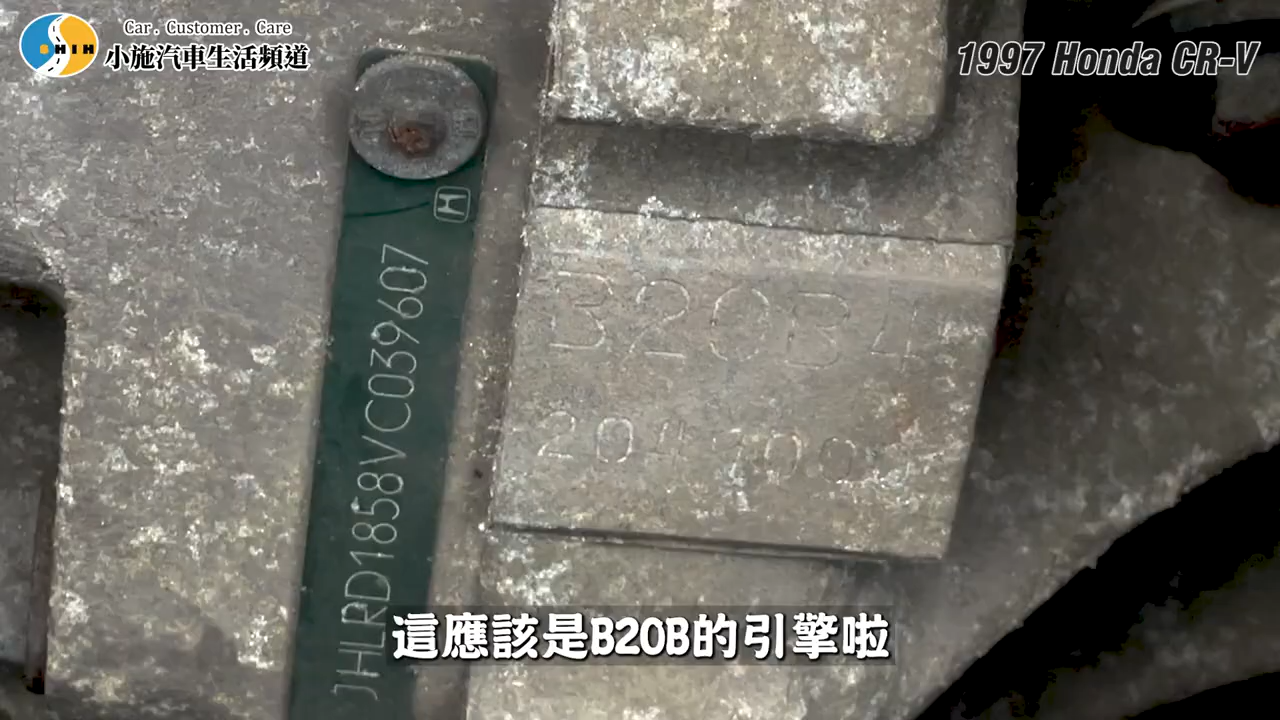 Car . Customer . Care
SHIH
小施汽車生活頻道
1997 Honda CR-V
JHLRD1858VC039607
B20B4
這應該是B20B的引擎啦